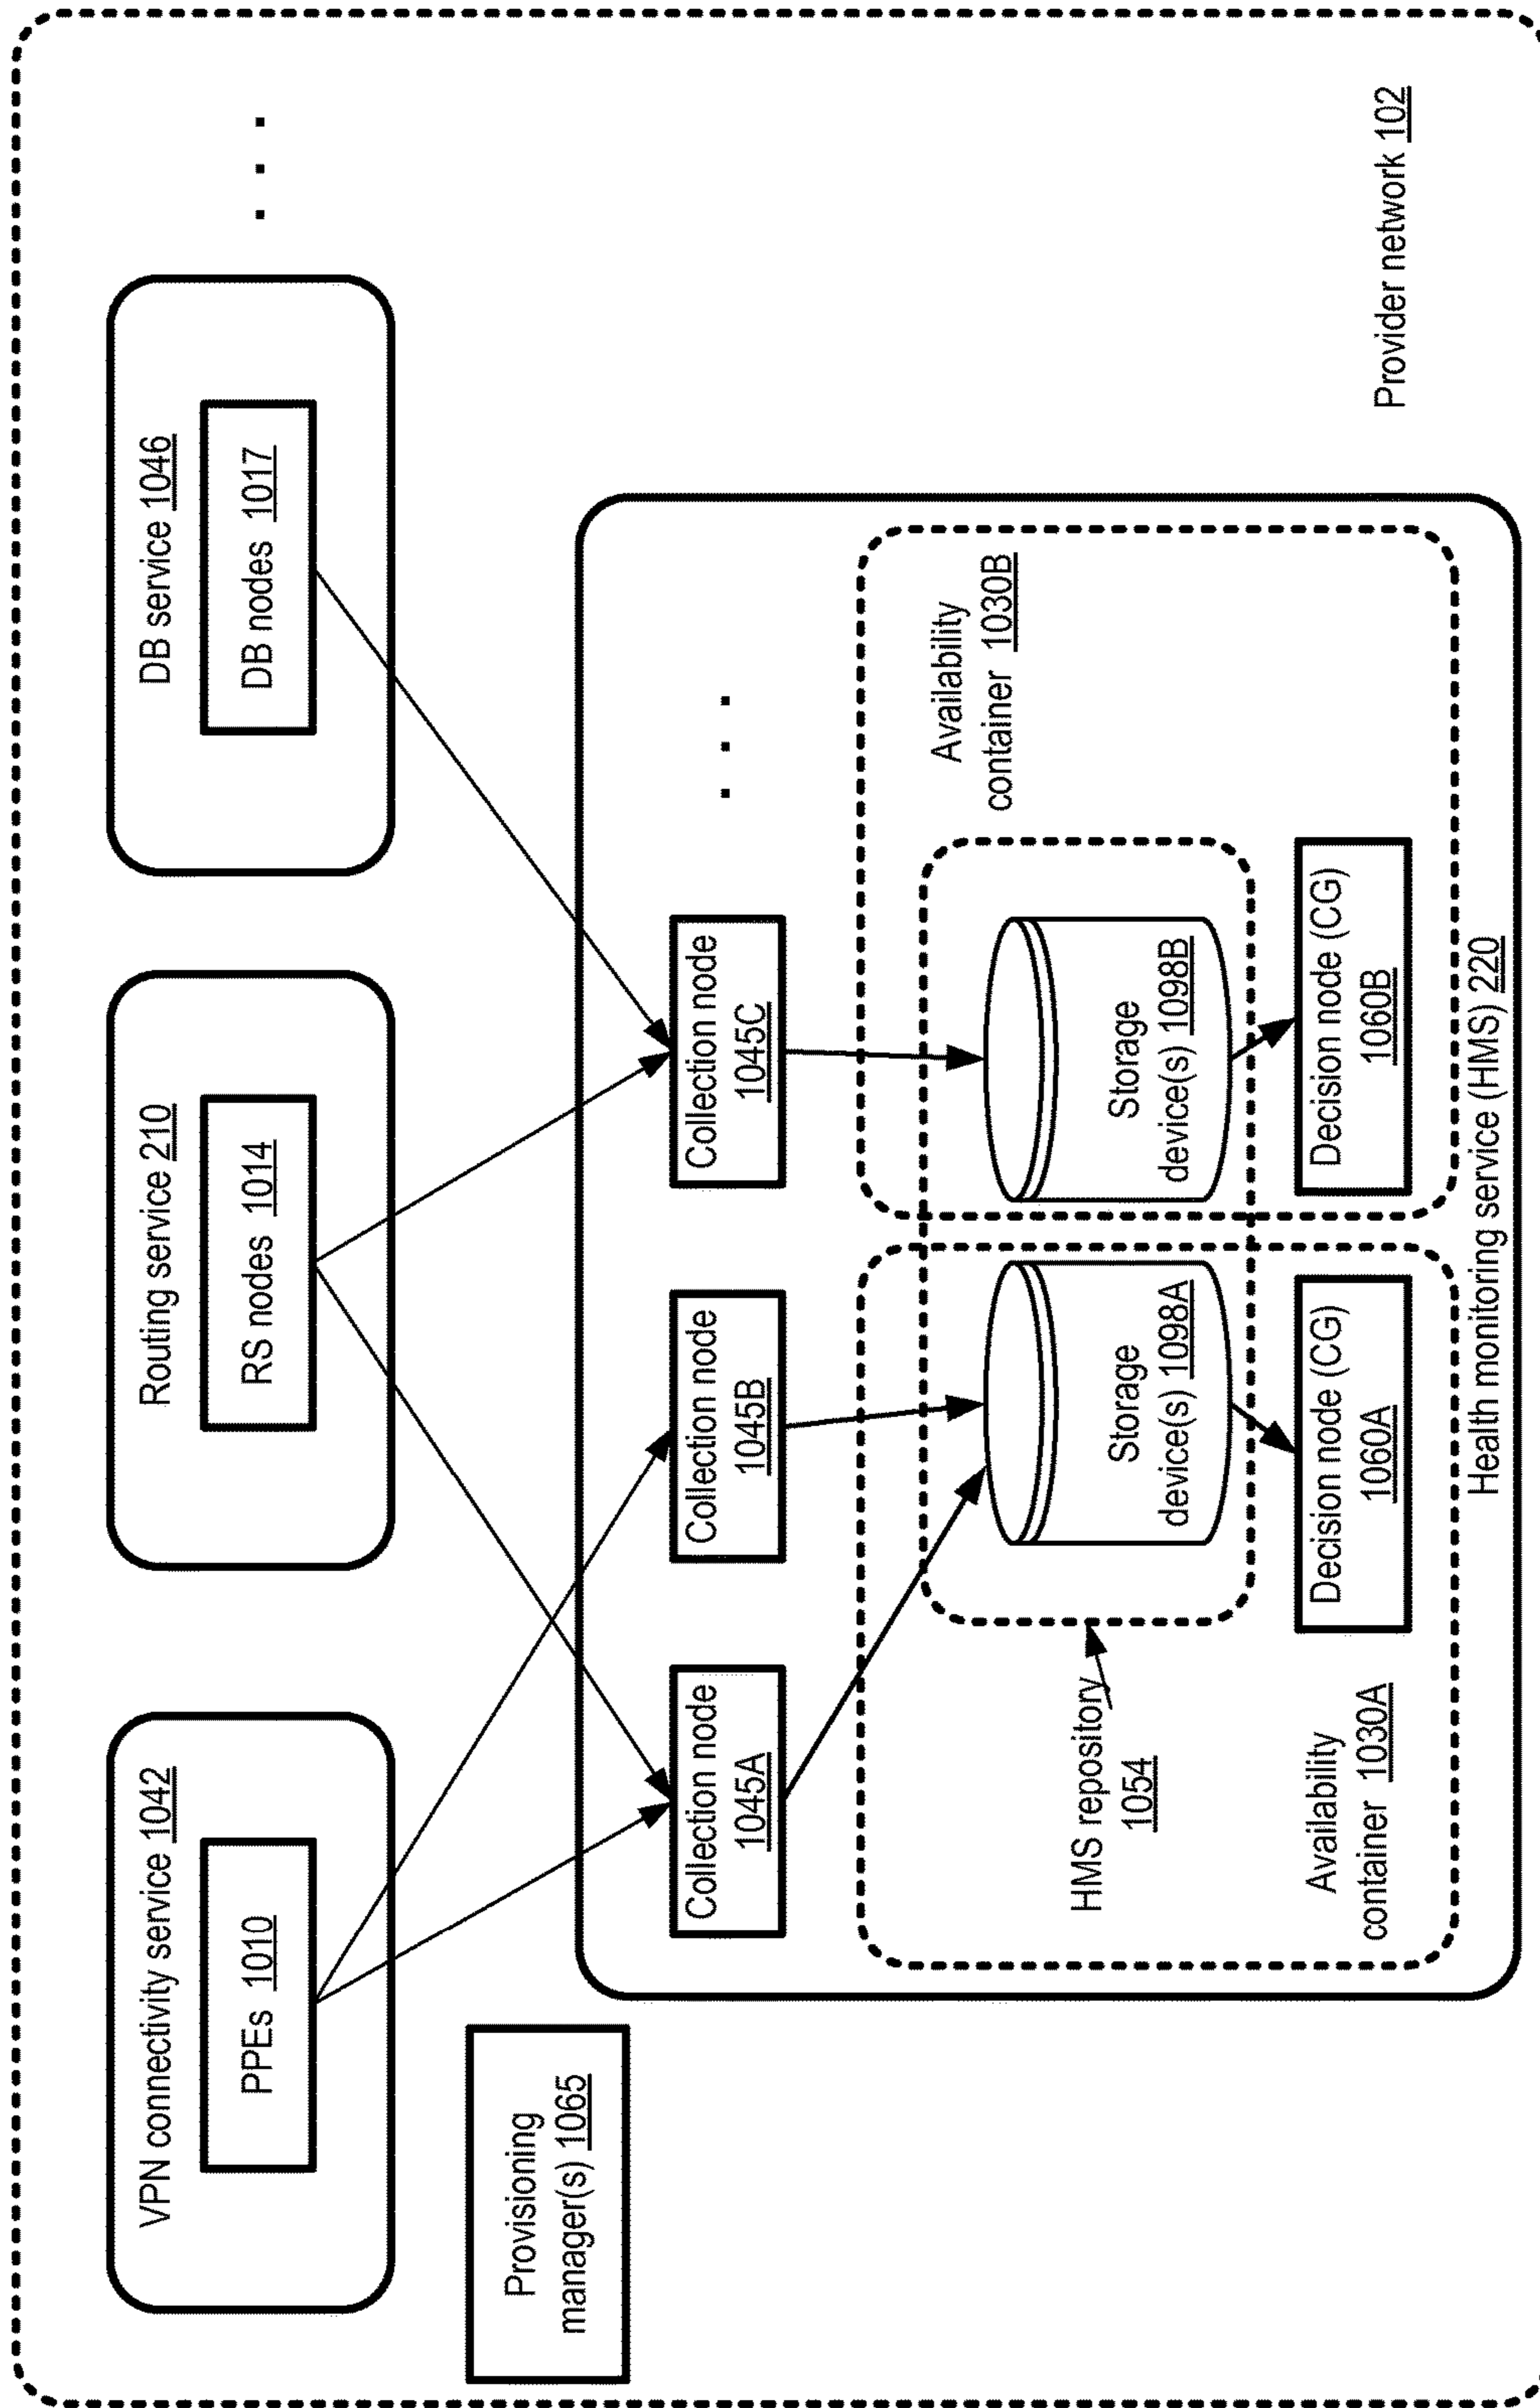 VPN connectivity service 1042
PPEs 1010
Routing service 210
RS nodes 1014
DB service 1046
DB nodes 1017
. . .
Provisioning
manager(s) 1065
Collection node
1045A
Collection node
1045B
Collection node
1045C
. . .
HMS repository
1054
Storage
device(s) 1098A
Storage
device(s) 1098B
Availability
container 1030B
Availability
container 1030A
Decision node (CG)
1060A
Decision node (CG)
1060B
Health monitoring service (HMS) 220
Provider network 102